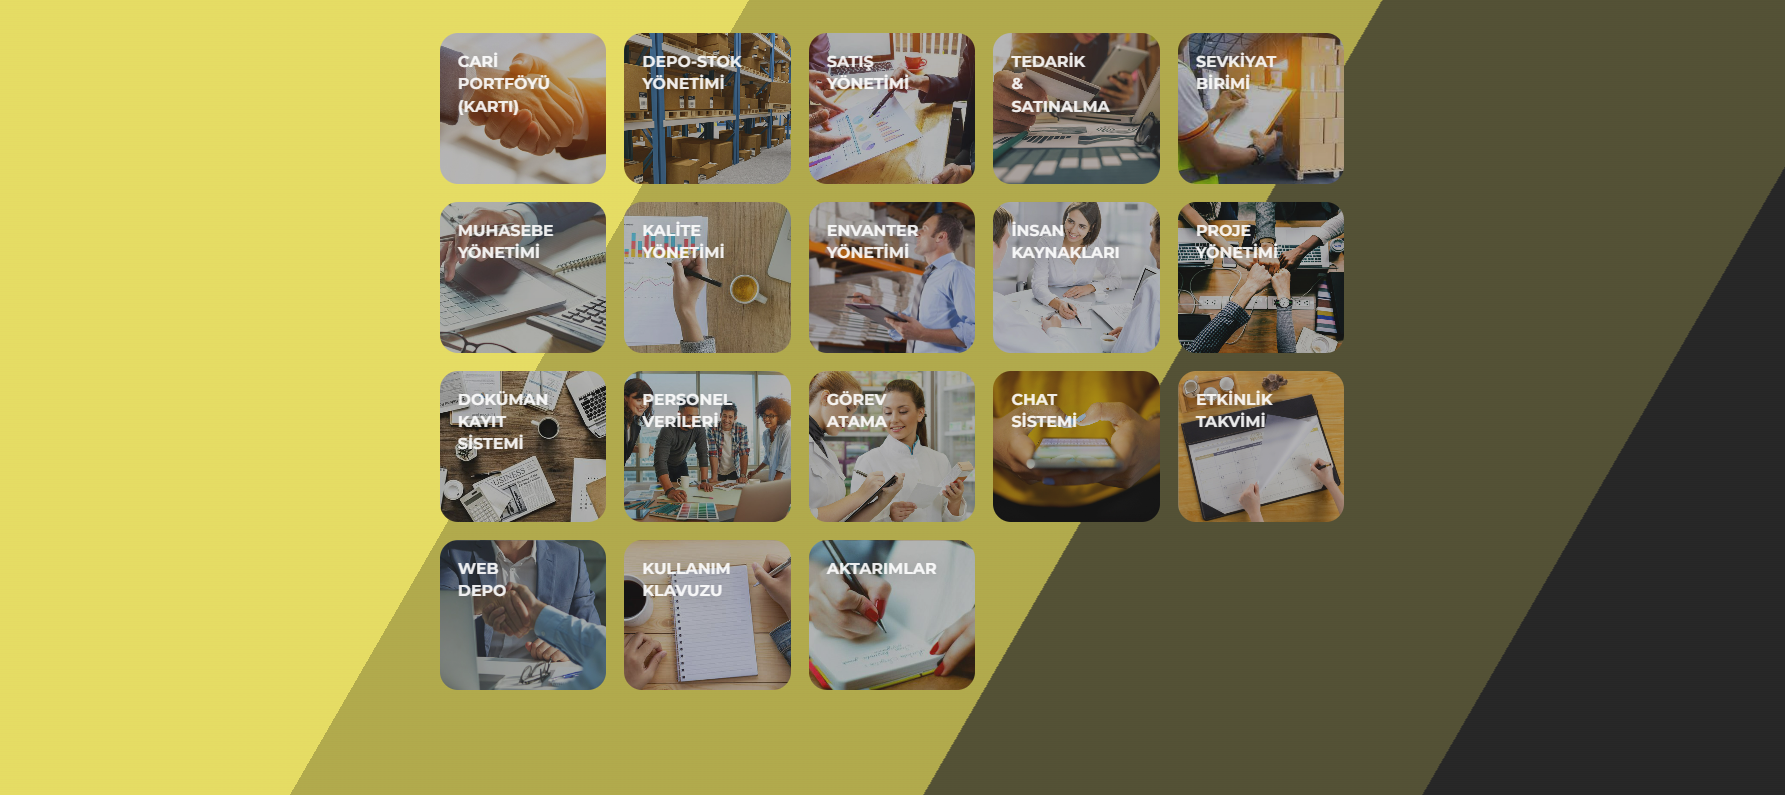 CARİ
PORTFÖYÜ
(KARTI)
DEPO-STOK
YÖNETİMİ
SATIŞ
YÖNETİMİ
TEDARİK
&
SATINALMA
SEVKİYAT
BİRİMİ
MUHASEBE
YÖNETİMİ
KALİTE
YÖNETİMİ
ENVANTER
YÖNETİMİ
İNSAN
KAYNAKLARI
PROJE
YÖNETİMİ
DOKÜMAN
KAYIT
SİSTEMİ
BUSINESS
PERSONEL
VERİLERİ
GÖREV
ATAMA
CHAT
SİSTEMİ
ETKİNLİK
TAKVİMİ
WEB
DEPO
KULLANIM
KLAVUZU
AKTARIMLAR